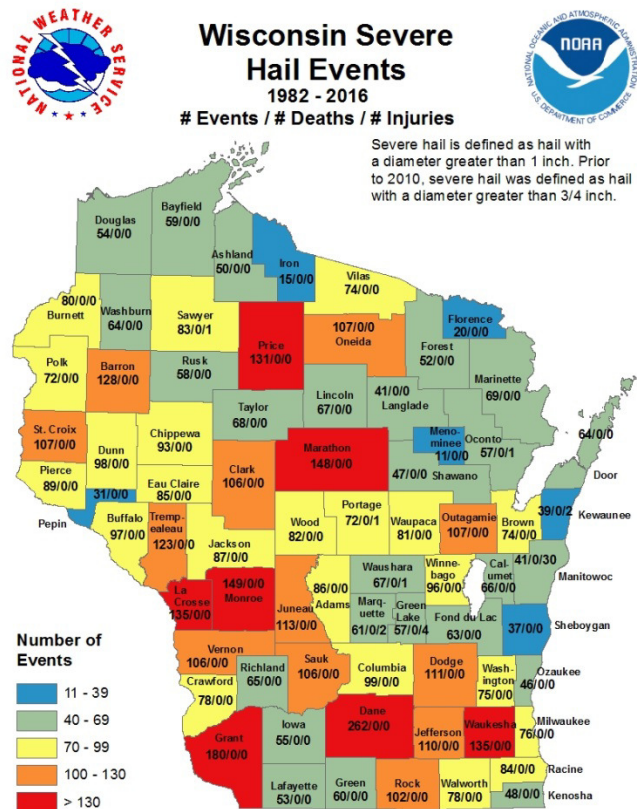 NATIONAL WEATHER SERVICE
Wisconsin Severe
Hail Events
1982 - 2016
# Events / # Deaths / # Injuries
NATIONAL OCEANIC AND ATMOSPHERIC ADMINISTRATION
NOAA
U.S. DEPARTMENT OF COMMERCE
Severe hail is defined as hail with
a diameter greater than 1 inch. Prior
to 2010, severe hail was defined as hail
with a diameter greater than 3/4 inch.
Douglas
54/0/0
Bayfield
59/0/0
Ashland
50/0/0
Iron
15/0/0
Vilas
74/0/0
80/0/0
Burnett
Washburn
64/0/0
Sawyer
83/0/1
Price
131/0/0
107/0/0
Oneida
Florence
20/0/0
Forest
52/0/0
Marinette
69/0/0
Polk
72/0/0
Barron
128/0/0
Rusk
58/0/0
Taylor
68/0/0
Lincoln
67/0/0
41/0/0
Langlade
St. Croix
107/0/0
Dunn
98/0/0
Chippewa
93/0/0
Clark
106/0/0
Marathon
148/0/0
Meno-
minee
11/0/0
Oconto
57/0/1
64/0/0
Door
Pierce
89/0/0
31/0/0
Pepin
Eau Claire
85/0/0
47/0/0
Shawano
39/0/2
Kewaunee
Buffalo
97/0/0
Tremp-
ealeau
123/0/0
Jackson
87/0/0
Wood
82/0/0
Portage
72/0/1
Waupaca
81/0/0
Outagamie
107/0/0
Brown
74/0/0
41/0/30
Manitowoc
La
Crosse
135/0/0
149/0/0
Monroe
Juneau
113/0/0
86/0/0
Adams
Waushara
67/0/1
Winne-
bago
96/0/0
Cal-
umet
66/0/0
Marq-
uette
61/0/2
Green
Lake
57/0/4
Fond du Lac
63/0/0
37/0/0
Sheboygan
Vernon
106/0/0
Crawford
78/0/0
Richland
65/0/0
Sauk
106/0/0
Columbia
99/0/0
Dodge
111/0/0
Wash-
ington
75/0/0
Ozaukee
46/0/0
Grant
180/0/0
Iowa
55/0/0
Dane
262/0/0
Jefferson
110/0/0
Waukesha
135/0/0
Milwaukee
76/0/0
Lafayette
53/0/0
Green
60/0/0
Rock
102/0/0
Walworth
78/0/0
84/0/0
Racine
48/0/0
Kenosha
Number of
Events
11 - 39
40 - 69
70 - 99
100 - 130
> 130